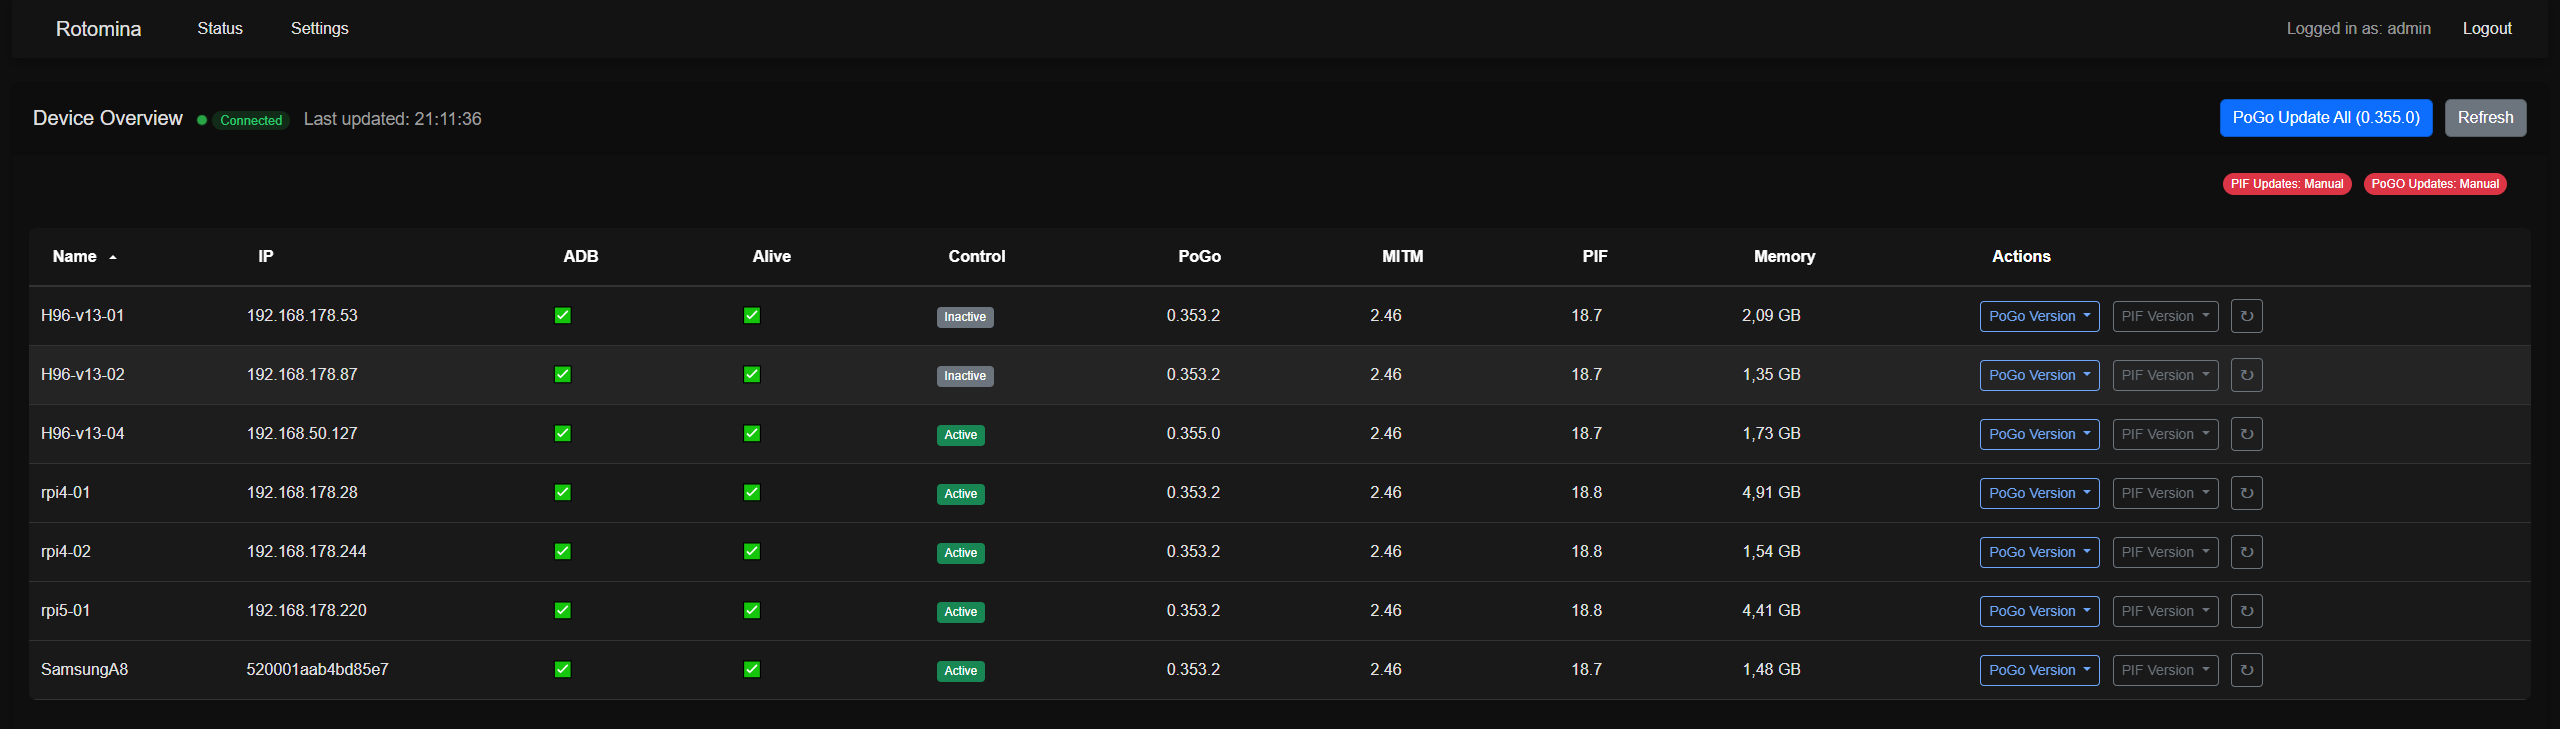 Rotomina Status Settings Logged in as: admin Logout
Device Overview Connected Last updated: 21:11:36 PoGo Update All (0.355.0) Refresh
PIF Updates: Manual PoGO Updates: Manual
Name IP ADB Alive Control PoGo MITM PIF Memory Actions
H96-v13-01 192.168.178.53 Inactive 0.353.2 2.46 18.7 2,09 GB PoGo Version PIF Version
H96-v13-02 192.168.178.87 Inactive 0.353.2 2.46 18.7 1,35 GB PoGo Version PIF Version
H96-v13-04 192.168.50.127 Active 0.355.0 2.46 18.7 1,73 GB PoGo Version PIF Version
rpi4-01 192.168.178.28 Active 0.353.2 2.46 18.8 4,91 GB PoGo Version PIF Version
rpi4-02 192.168.178.244 Active 0.353.2 2.46 18.8 1,54 GB PoGo Version PIF Version
rpi5-01 192.168.178.220 Active 0.353.2 2.46 18.8 4,41 GB PoGo Version PIF Version
SamsungA8 520001aab4bd85e7 Active 0.353.2 2.46 18.7 1,48 GB PoGo Version PIF Version